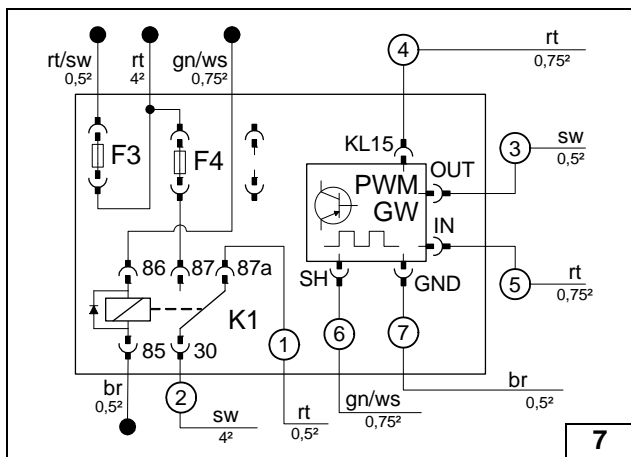 rt/sw
0,5²
rt
4²
gn/ws
0,75²
4
rt
0,75²
F3
F4
KL15
OUT
3
sw
0,5²
PWM
GW
IN
86
87
87a
SH
GND
5
rt
0,75²
K1
1
6
7
85
30
br
0,5²
2
sw
4²
rt
0,5²
gn/ws
0,75²
br
0,5²
7